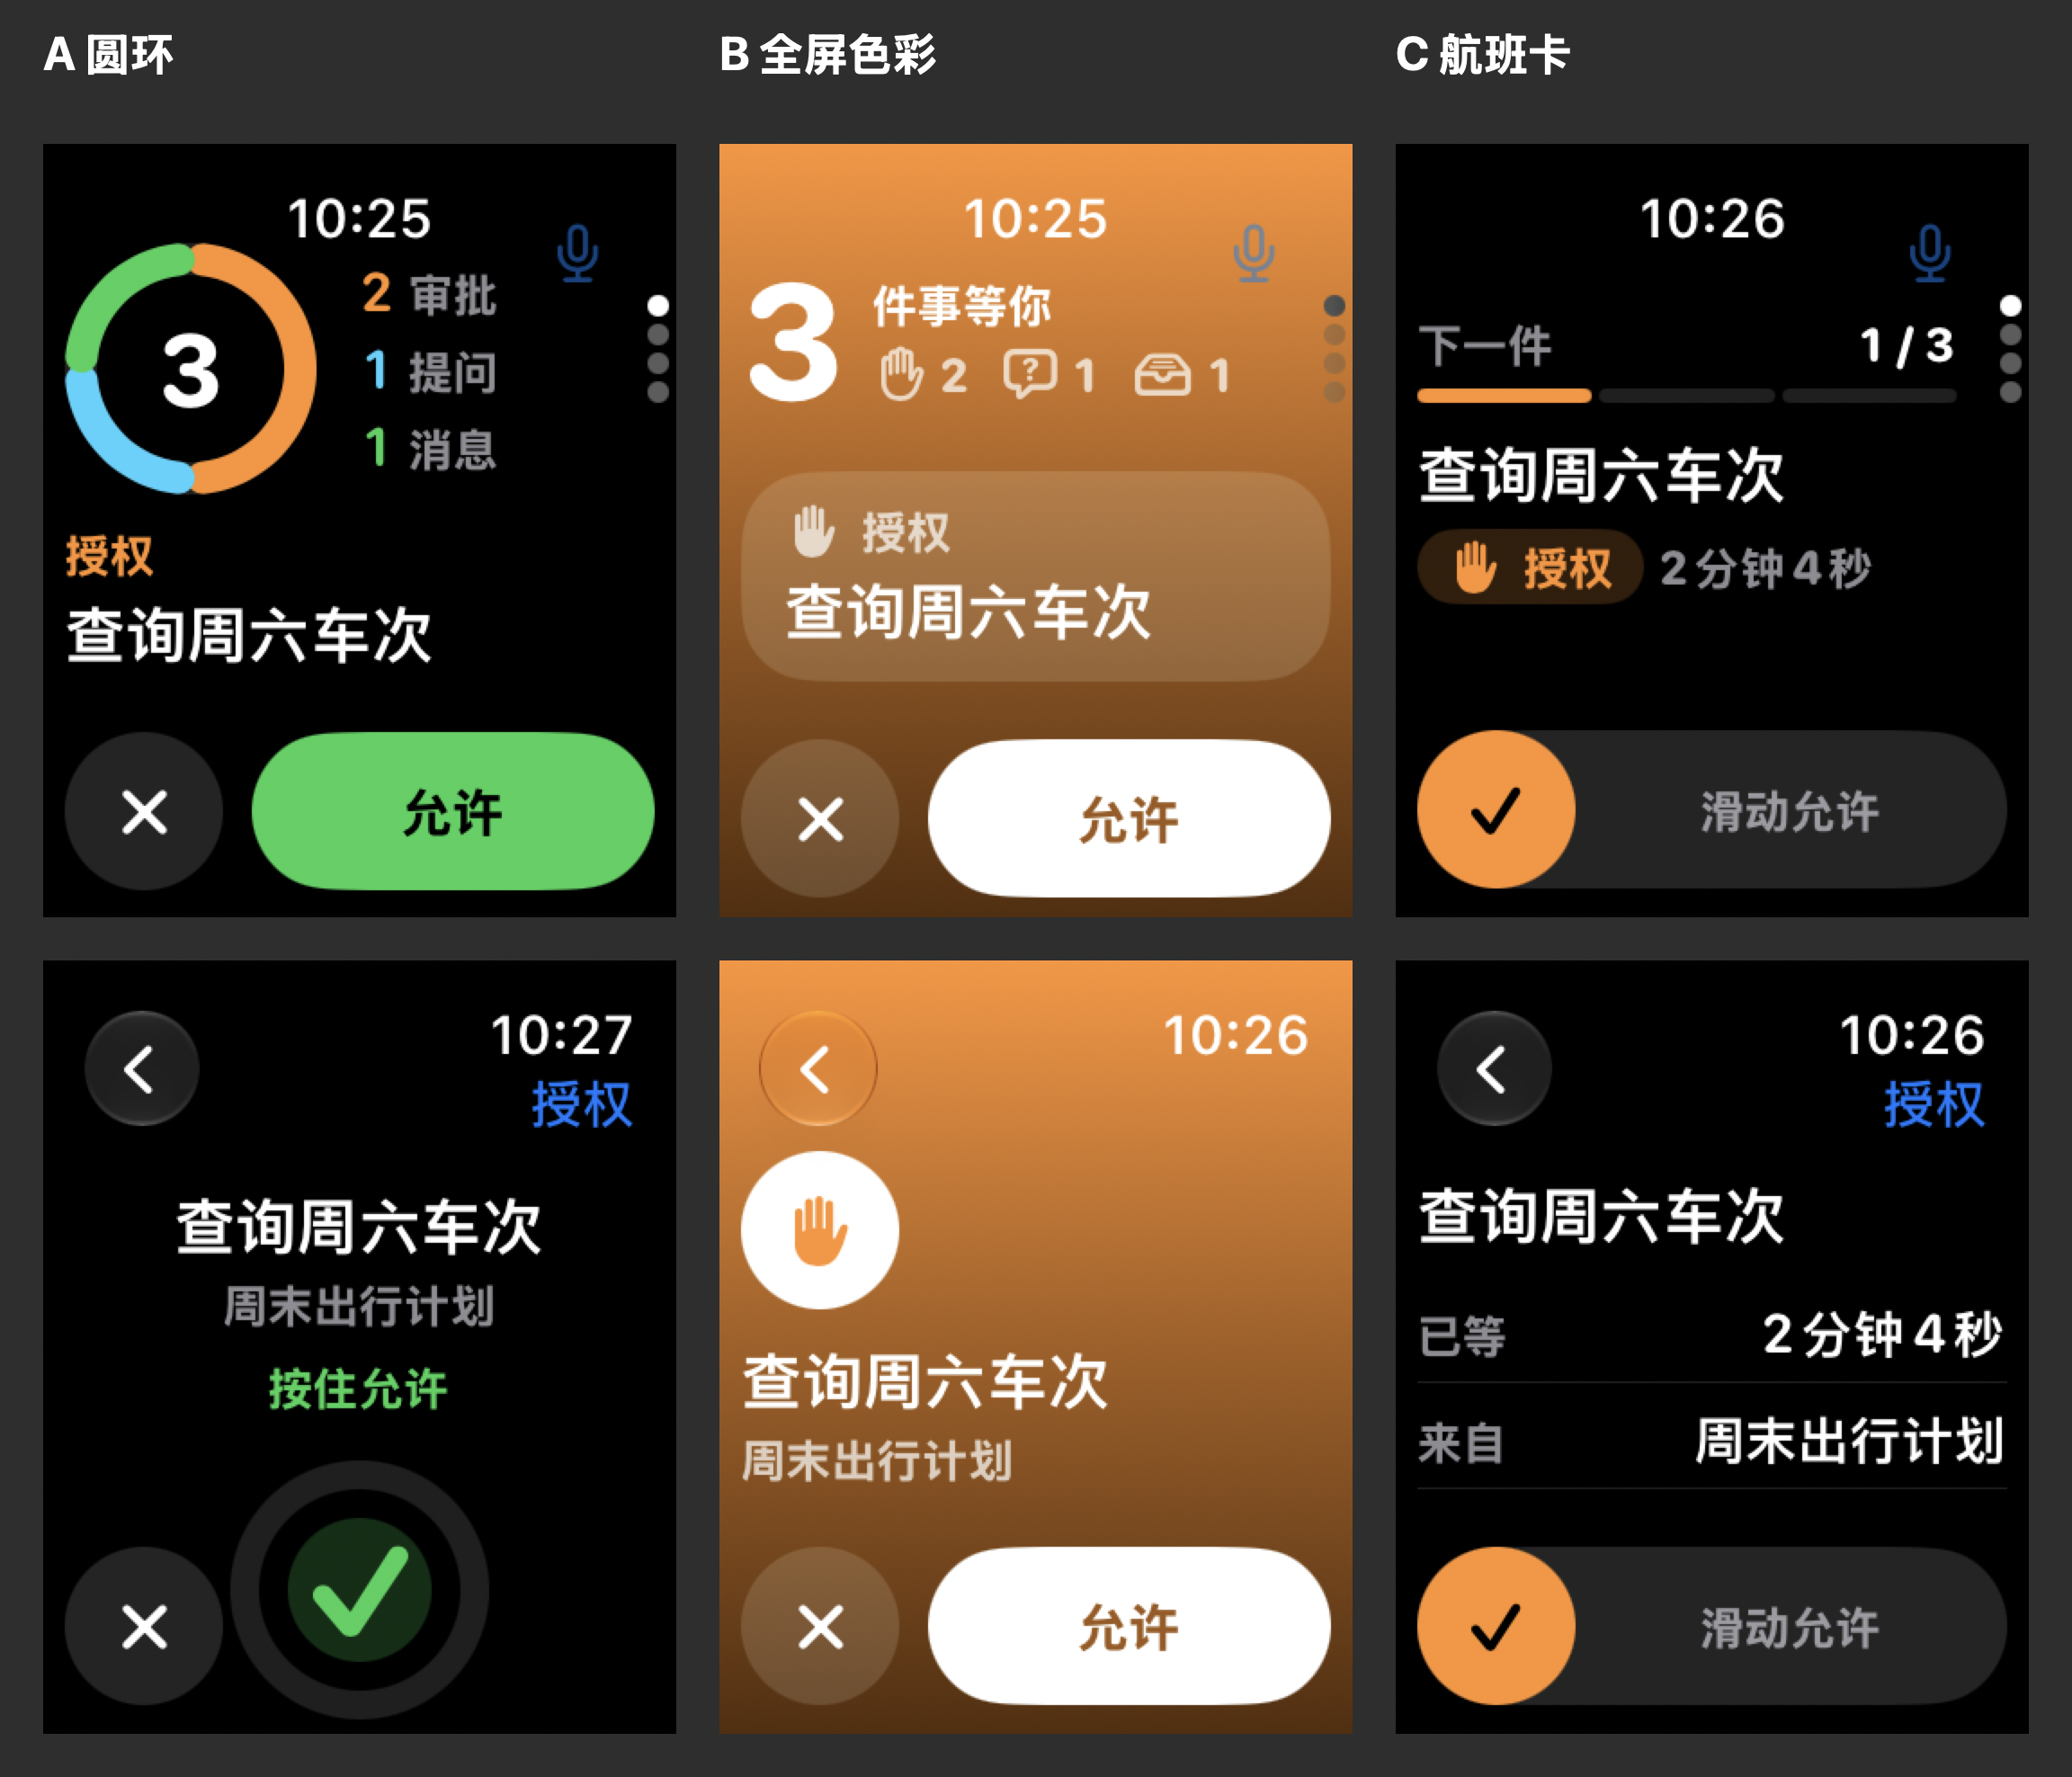 A 圆环
B 全屏色彩
C 航班卡
10:25
3
2 审批
1 提问
1 消息
授权
查询周六车次
允许
10:25
3 件事等你
2 1 1
授权
查询周六车次
允许
10:26
下一件 1 / 3
查询周六车次
授权 2分钟4秒
滑动允许
10:27
授权
查询周六车次
周末出行计划
按住允许
10:26
查询周六车次
周末出行计划
允许
10:26
授权
查询周六车次
已等 2分钟4秒
来自 周末出行计划
滑动允许